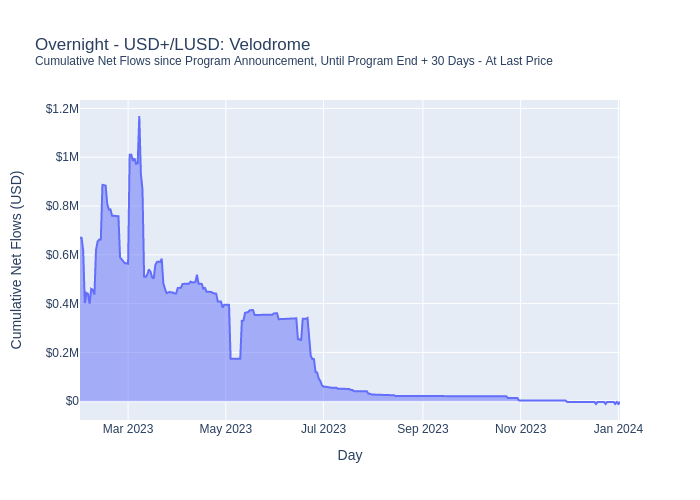 Overnight - USD+/LUSD: Velodrome
Cumulative Net Flows since Program Announcement, Until Program End + 30 Days - At Last Price
Cumulative Net Flows (USD)
$1.2M
$1M
$0.8M
$0.6M
$0.4M
$0.2M
$0
Mar 2023 May 2023 Jul 2023 Sep 2023 Nov 2023 Jan 2024
Day